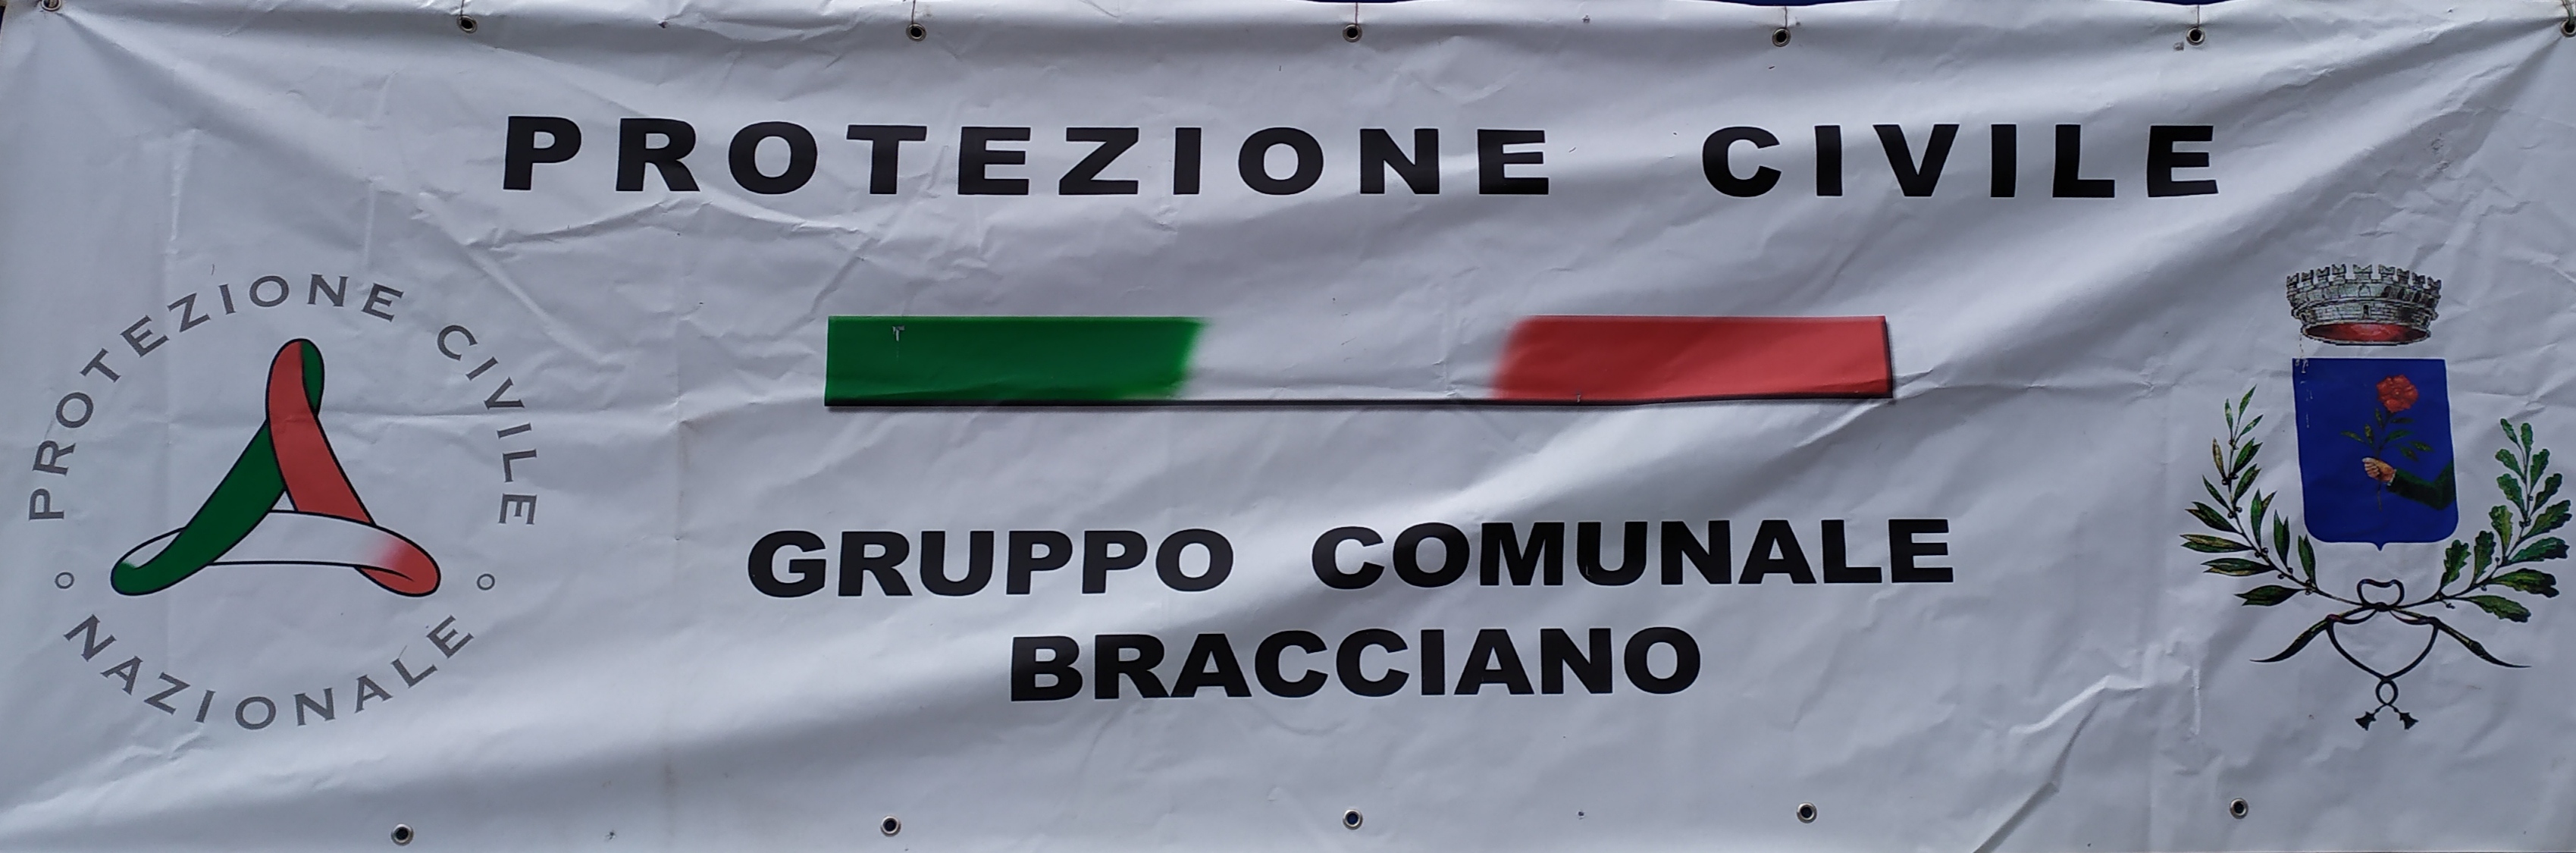 PROTEZIONE CIVILE
PROTEZIONE CIVILE
NAZIONALE
GRUPPO COMUNALE
BRACCIANO